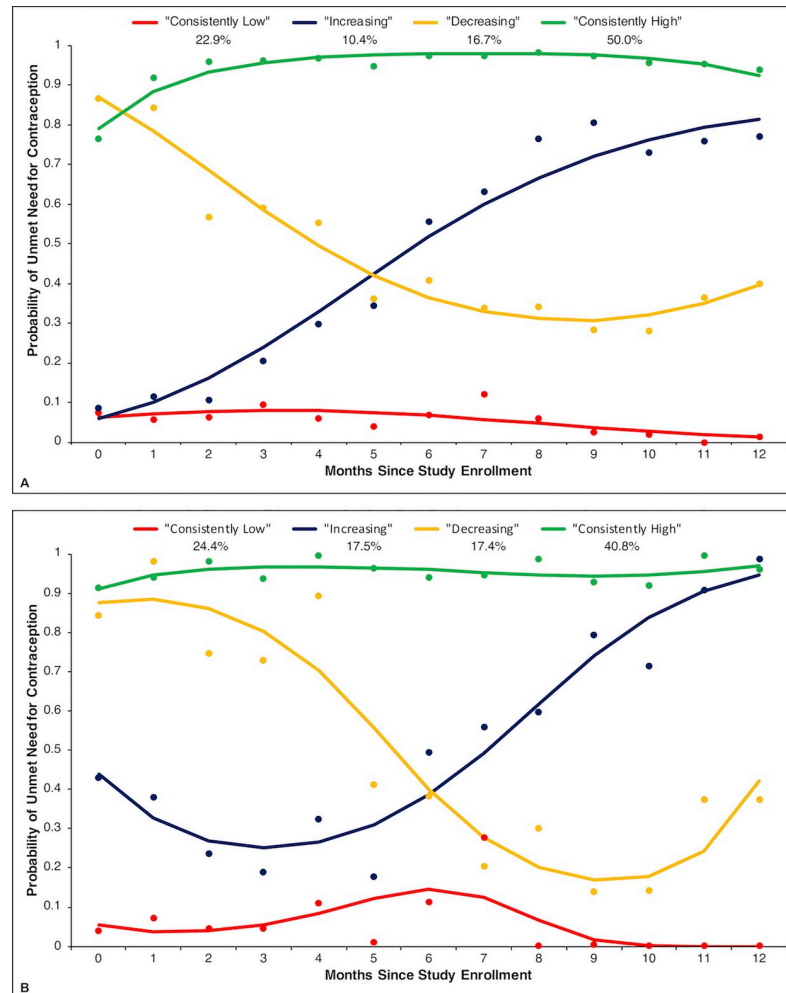 "Consistently Low" "Increasing" "Decreasing" "Consistently High"
22.9% 10.4% 16.7% 50.0%
1
0.9
0.8
0.7
0.6
0.5
0.4
0.3
0.2
0.1
0
Probability of Unmet Need for Contraception
0 1 2 3 4 5 6 7 8 9 10 11 12
Months Since Study Enrollment
A
"Consistently Low" "Increasing" "Decreasing" "Consistently High"
24.4% 17.5% 17.4% 40.8%
1
0.9
0.8
0.7
0.6
0.5
0.4
0.3
0.2
0.1
0
Probability of Unmet Need for Contraception
0 1 2 3 4 5 6 7 8 9 10 11 12
Months Since Study Enrollment
B